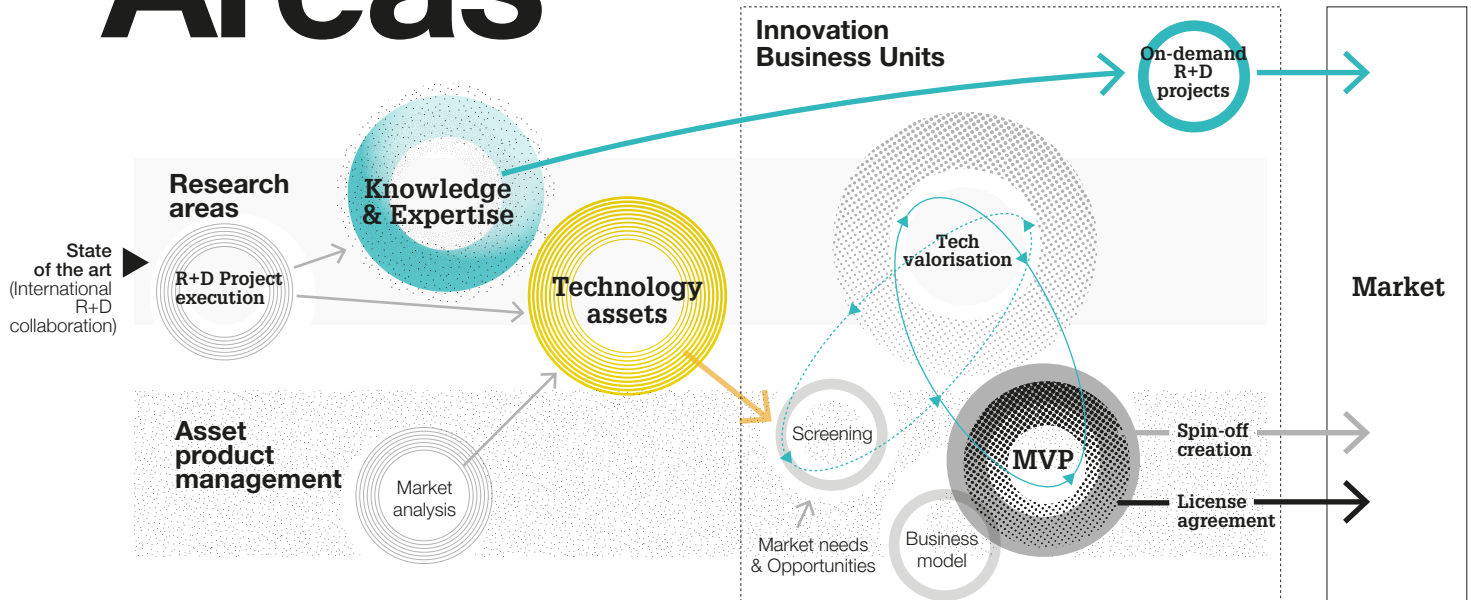 Areas
Innovation
Business Units
On-demand
R+D
projects
Research
areas
Knowledge
& Expertise
State
of the art
(International
R+D
collaboration)
R+D Project
execution
Technology
assets
Tech
valorisation
Market
Asset
product
management
Market
analysis
Screening
MVP
Spin-off
creation
License
agreement
Market needs
& Opportunities
Business
model